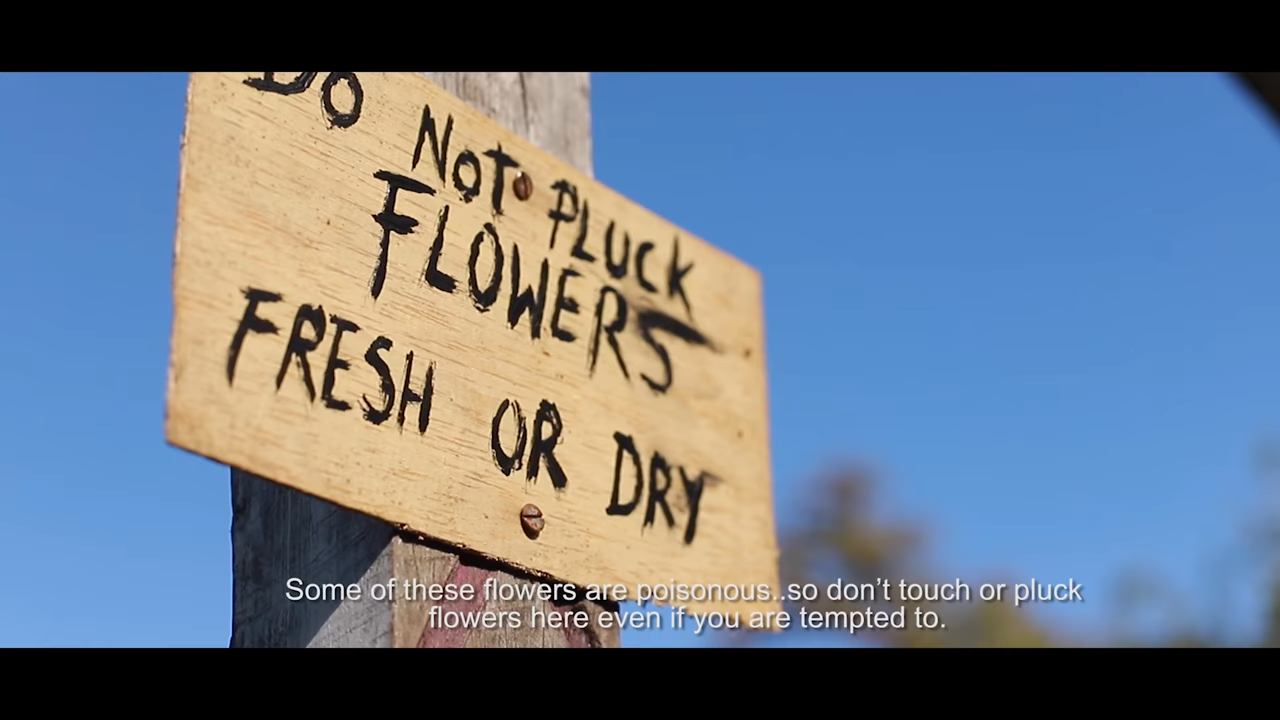 Do NoT PLUCK
FLOWERS
FRESH OR DRY
Some of these flowers are poisonous..so don't touch or pluck
flowers here even if you are tempted to.